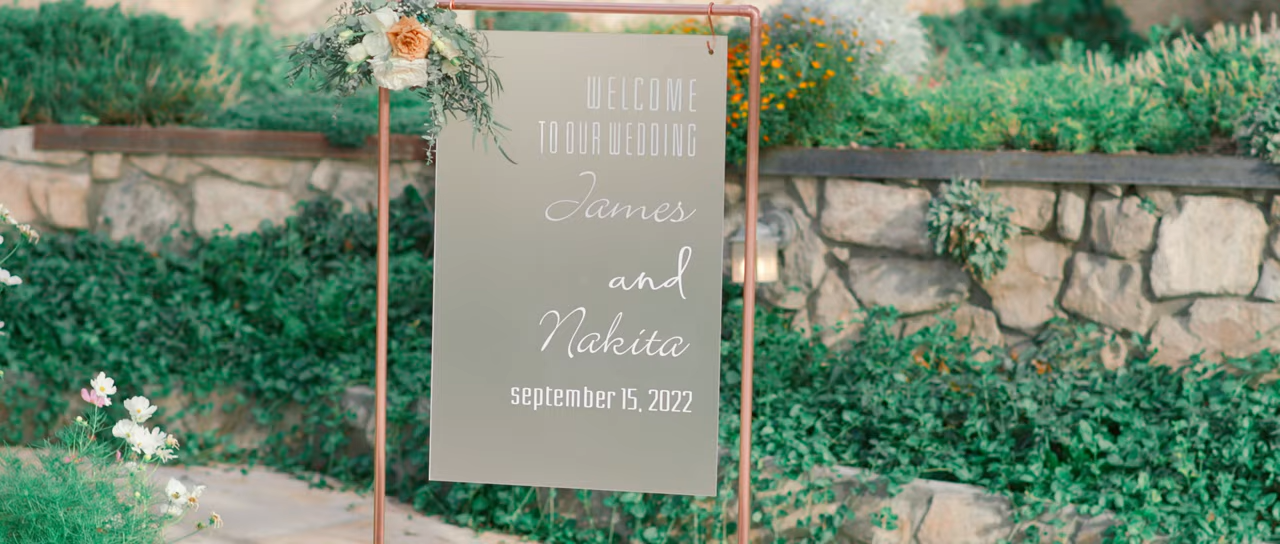 WELCOME
TO OUR WEDDING
James
and
Nakita
september 15, 2022